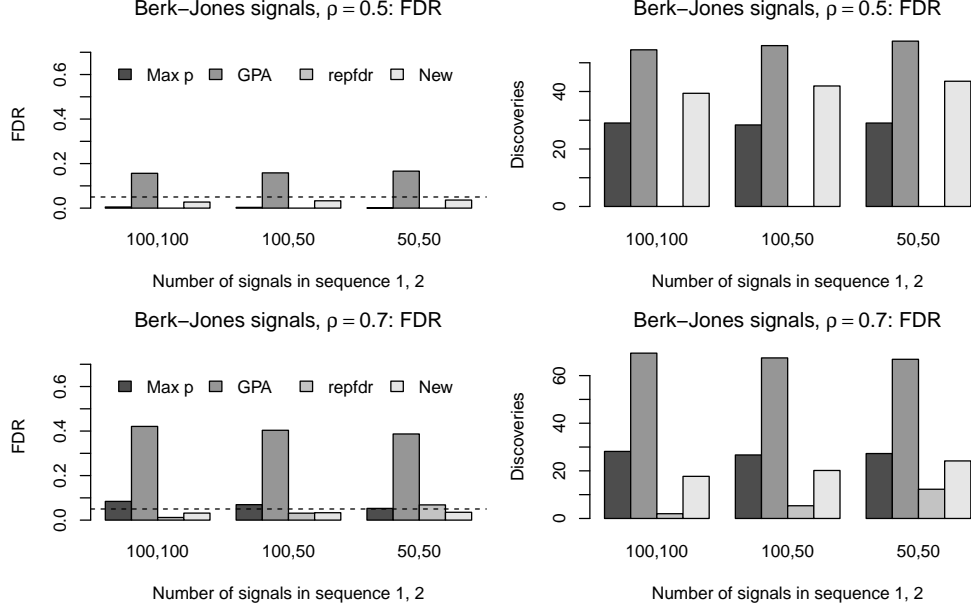 Berk−Jones signals, ρ = 0.5: FDR
FDR
0.0 0.2 0.4 0.6
Max p GPA repfdr New
100,100 100,50 50,50
Number of signals in sequence 1, 2
Berk−Jones signals, ρ = 0.5: FDR
Discoveries
0 20 40
100,100 100,50 50,50
Number of signals in sequence 1, 2
Berk−Jones signals, ρ = 0.7: FDR
FDR
0.0 0.2 0.4 0.6
Max p GPA repfdr New
100,100 100,50 50,50
Number of signals in sequence 1, 2
Berk−Jones signals, ρ = 0.7: FDR
Discoveries
0 20 40 60
100,100 100,50 50,50
Number of signals in sequence 1, 2